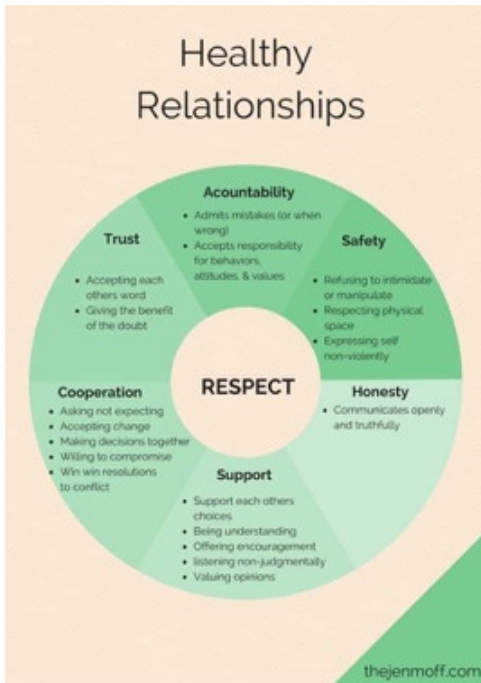 Healthy
Relationships
Acountability
• Admits mistakes (or when
wrong)
• Accepts responsibility
for behaviors,
attitudes, & values
Safety
• Refusing to intimidate
or manipulate
• Respecting physical
space
• Expressing self
non-violently
Honesty
• Communicates openly
and truthfully
Support
• Support each others
choices
• Being understanding
• Offering encouragement
• listening non-judgmentally
• Valuing opinions
Cooperation
• Asking not expecting
• Accepting change
• Making decisions together
• Willing to compromise
• Win win resolutions
to conflict
Trust
• Accepting each
others word
• Giving the benefit
of the doubt
RESPECT
thejenmoff.com